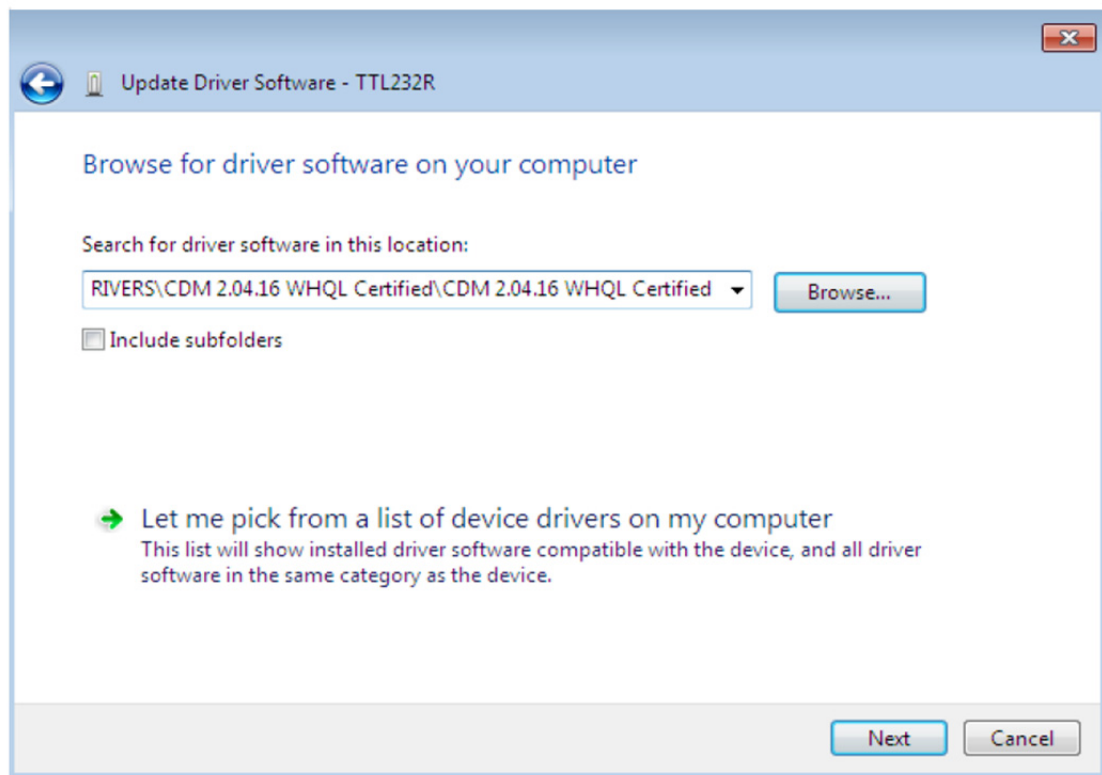 Update Driver Software - TTL232R
Browse for driver software on your computer
Search for driver software in this location:
RIVERS\CDM 2.04.16 WHQL Certified\CDM 2.04.16 WHQL Certified
Browse...
Include subfolders
Let me pick from a list of device drivers on my computer
This list will show installed driver software compatible with the device, and all driver
software in the same category as the device.
Next
Cancel